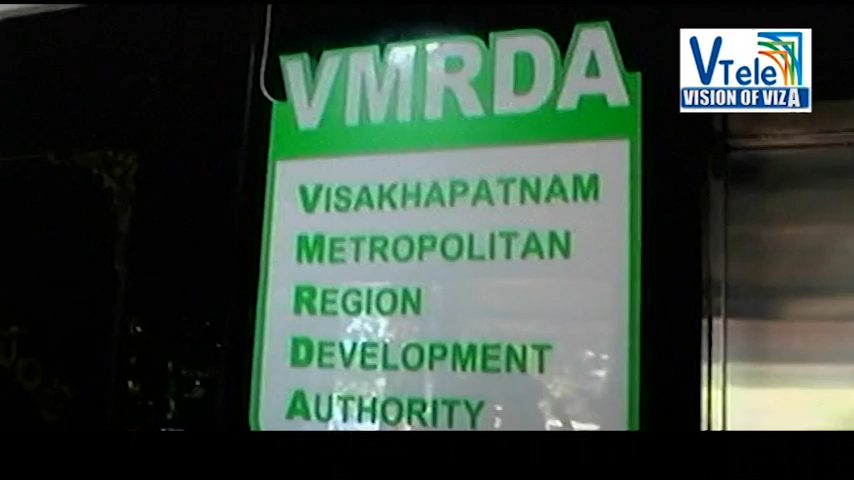 VMRDA
VISAKHAPATNAM
METROPOLITAN
REGION
DEVELOPMENT
AUTHORITY
VTele
VISION OF VIZA